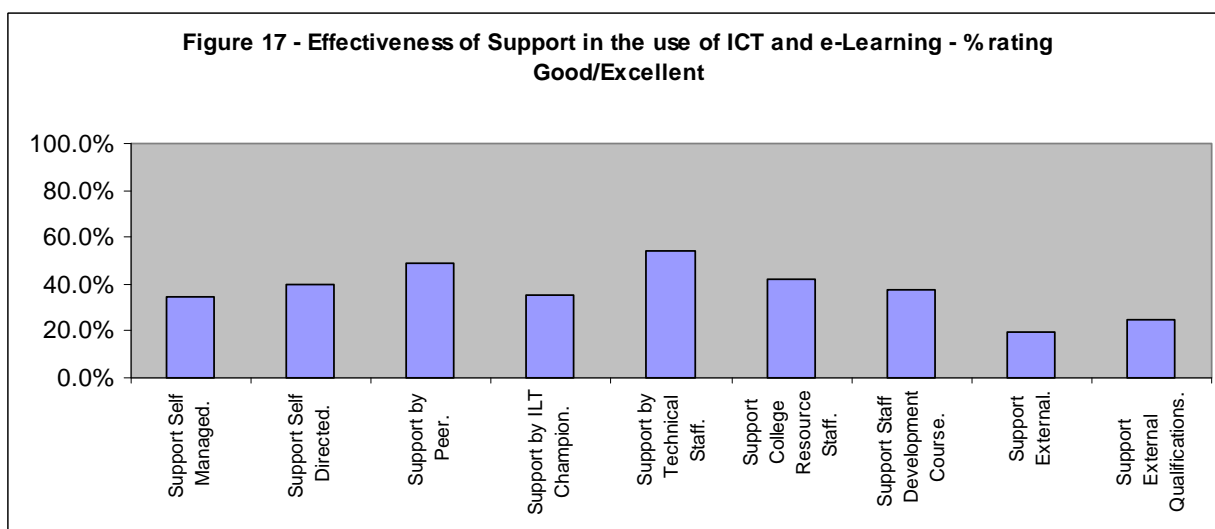 Figure 17 - Effectiveness of Support in the use of ICT and e-Learning - % rating
Good/Excellent
100.0%
80.0%
60.0%
40.0%
20.0%
0.0%
Support Self
Managed.
Support Self
Directed.
Support by
Peer.
Support by ILT
Champion.
Support by
Technical
Staff.
Support
College
Resource
Staff.
Support Staff
Development
Course.
Support
External.
Support
External
Qualifications.